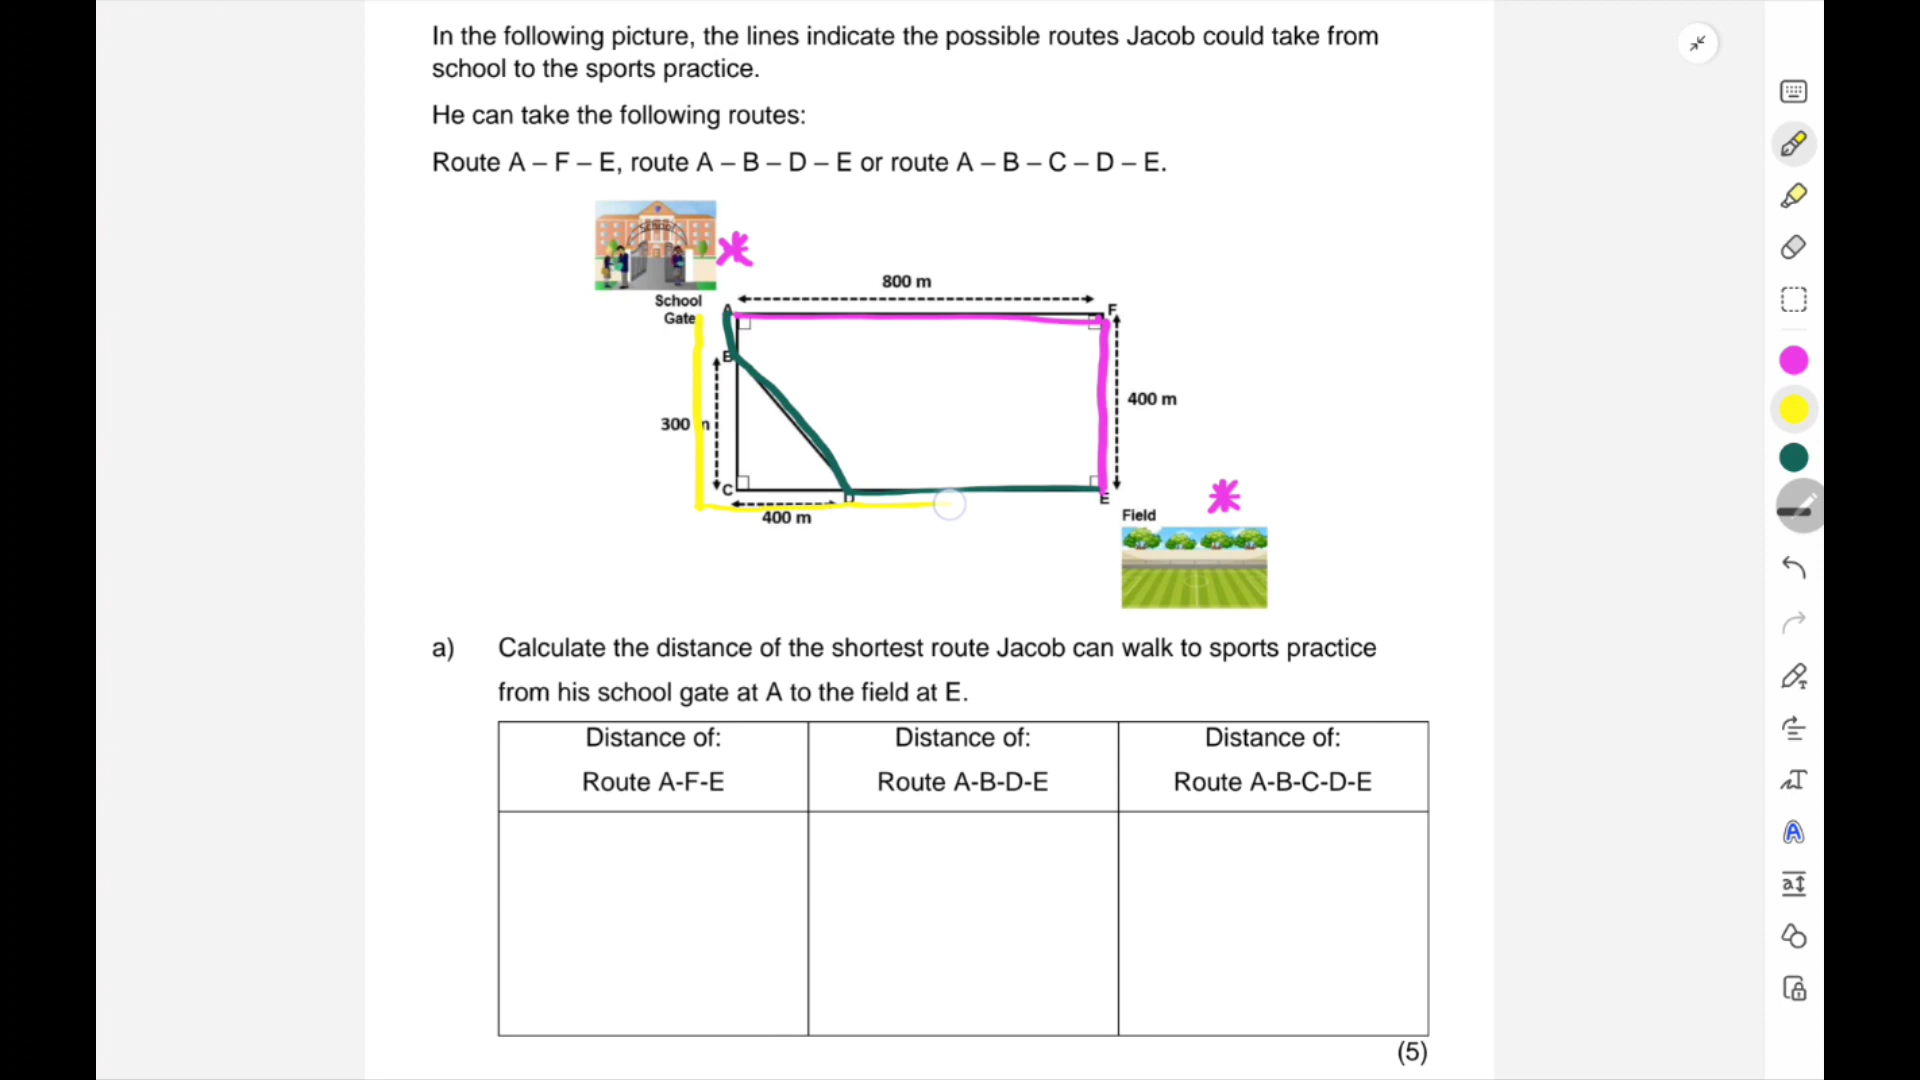 In the following picture, the lines indicate the possible routes Jacob could take from
school to the sports practice.
He can take the following routes:
Route A – F – E, route A – B – D – E or route A – B – C – D – E.
School
800 m
School
Gate
A
F
B
300 m
400 m
C
D
E
400 m
Field
a) Calculate the distance of the shortest route Jacob can walk to sports practice
from his school gate at A to the field at E.
Distance of:
Route A-F-E
Distance of:
Route A-B-D-E
Distance of:
Route A-B-C-D-E
(5)